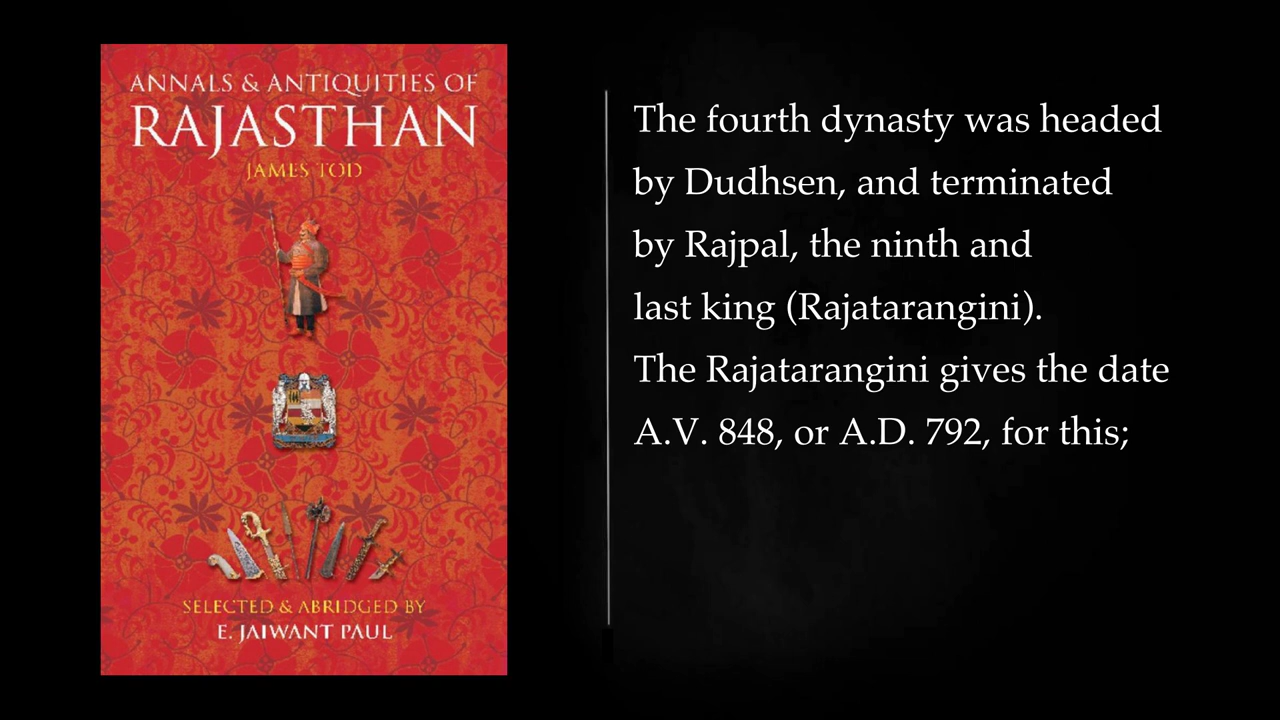 ANNALS & ANTIQUITIES OF
RAJASTHAN
JAMES TOD
SELECTED & ABRIDGED BY
E. JAIWANT PAUL
The fourth dynasty was headed
by Dudhsen, and terminated
by Rajpal, the ninth and
last king (Rajatarangini).
The Rajatarangini gives the date
A.V. 848, or A.D. 792, for this;